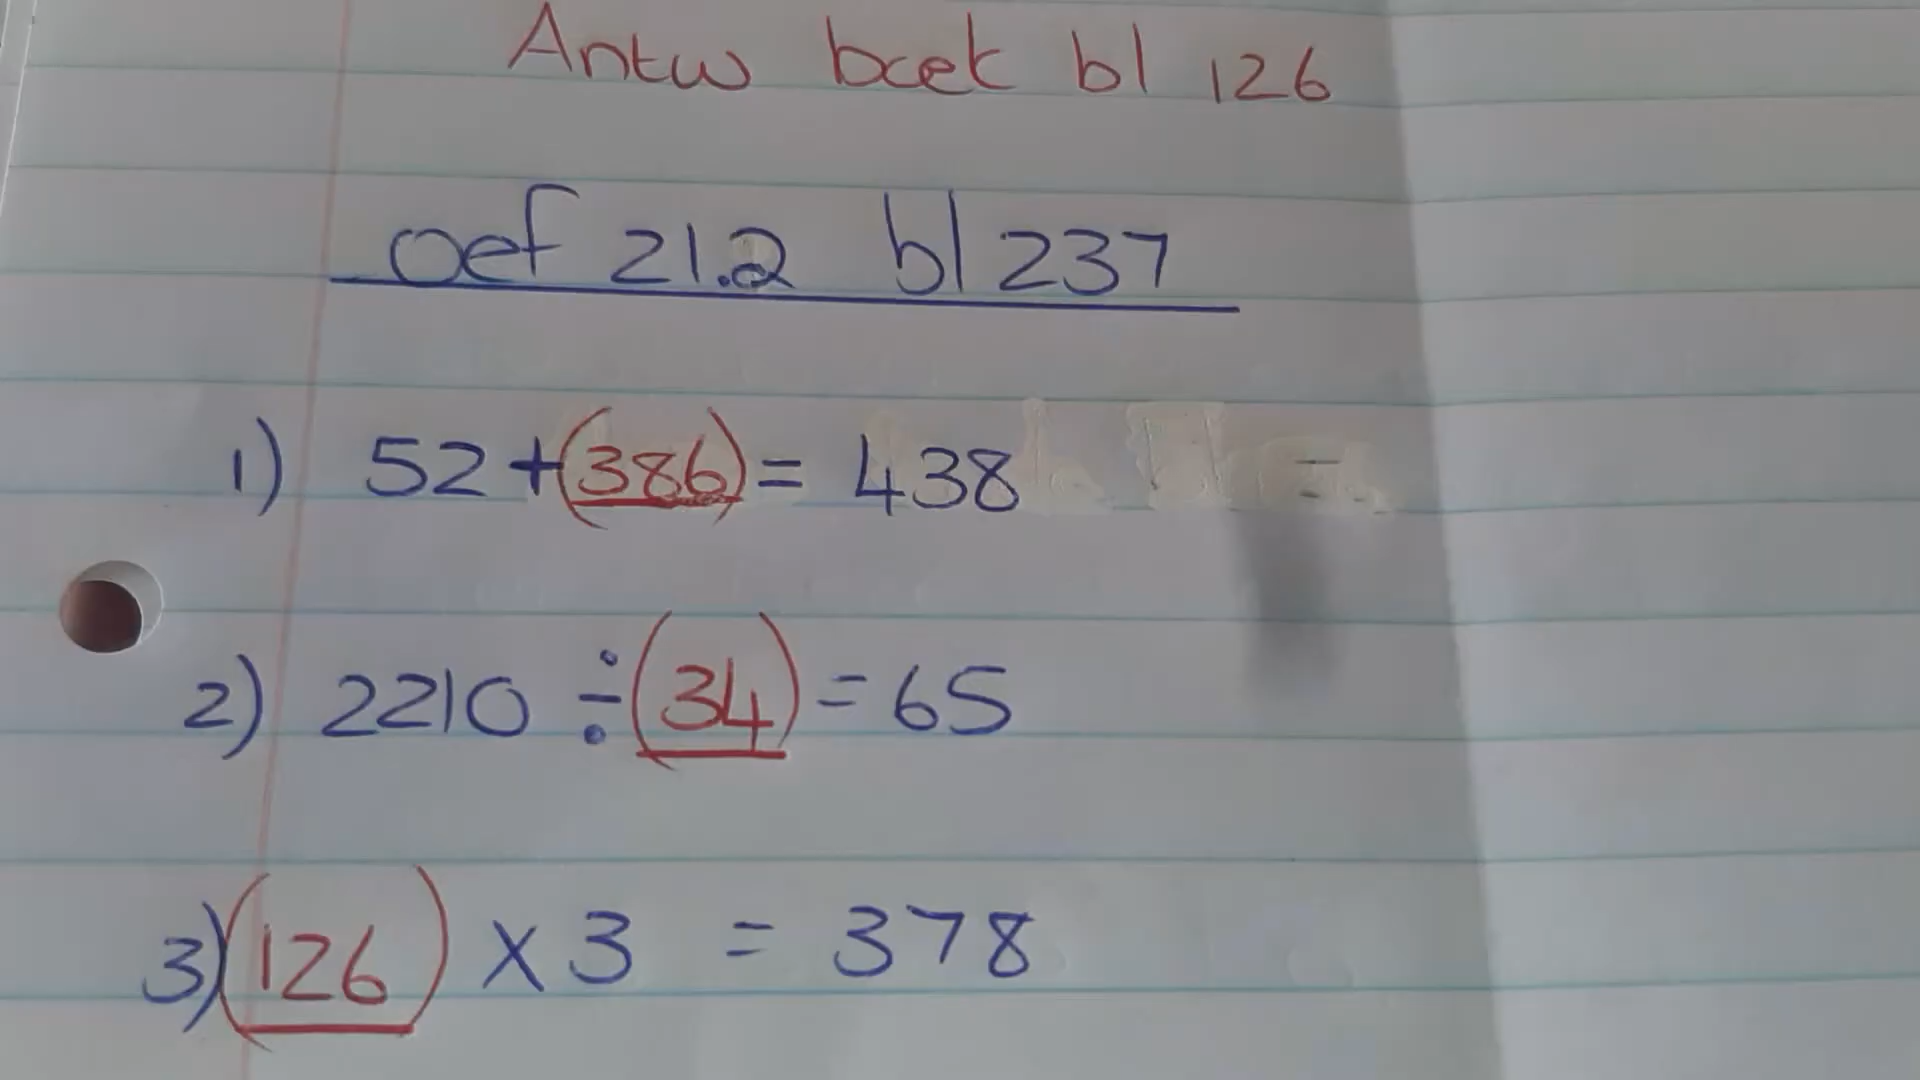 Antw boek bl 126
oef 21.2 bl 237
1) 52 + (386) = 438
2) 2210 ÷ (34) = 65
3) (126) x 3 = 378